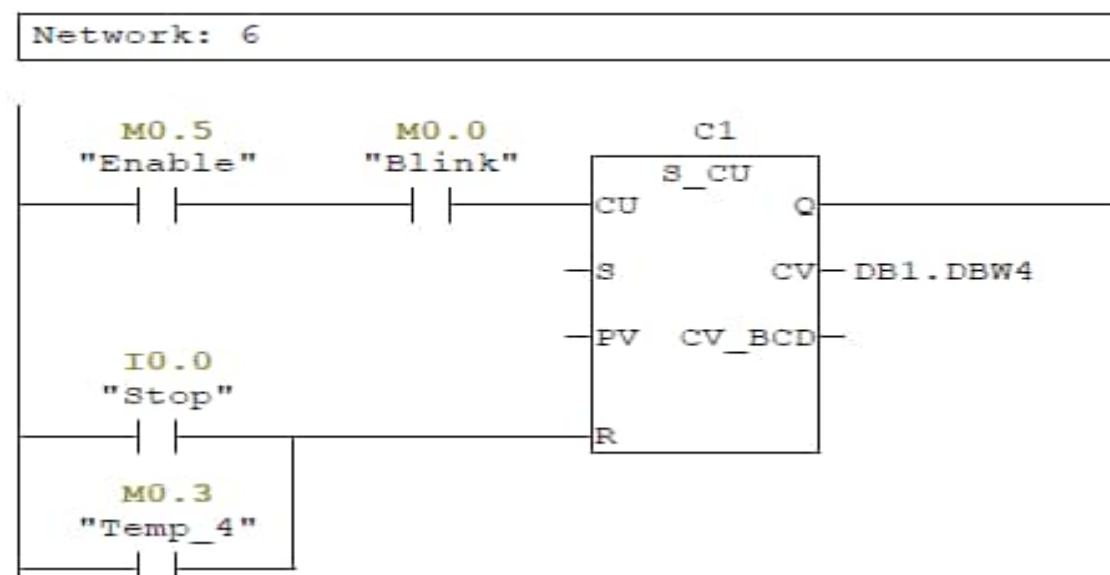 Network: 6
M0.5 M0.0 C1
"Enable" "Blink" S_CU
CU Q
S CV DB1.DBW4
PV CV_BCD
I0.0
"Stop"
R
M0.3
"Temp_4"